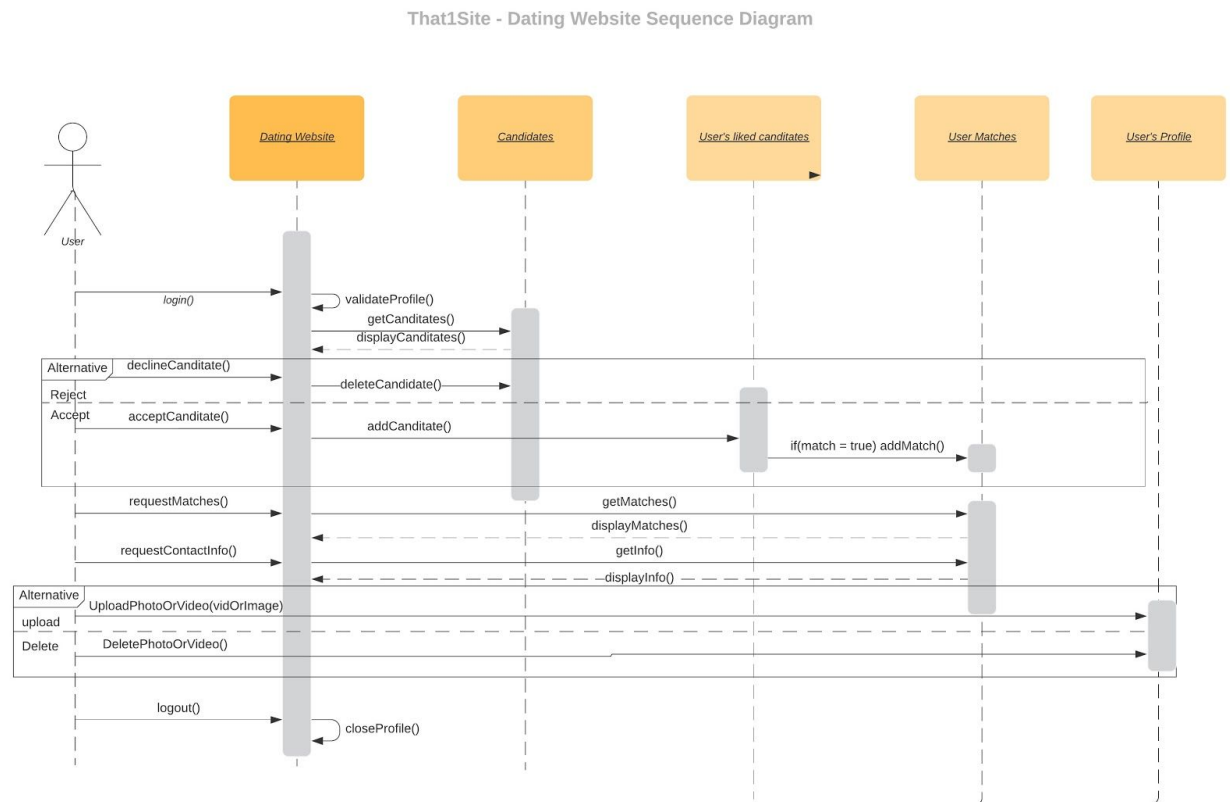 That1Site - Dating Website Sequence Diagram
Dating Website
Candidates
User's liked canditates
User Matches
User's Profile
User
login()
validateProfile()
getCanditates()
displayCanditates()
Alternative
declineCanditate()
deleteCandidate()
Reject
Accept
acceptCanditate()
addCanditate()
if(match = true) addMatch()
requestMatches()
getMatches()
displayMatches()
requestContactInfo()
getInfo()
displayInfo()
Alternative
UploadPhotoOrVideo(vidOrImage)
upload
Delete
DeletePhotoOrVideo()
logout()
closeProfile()